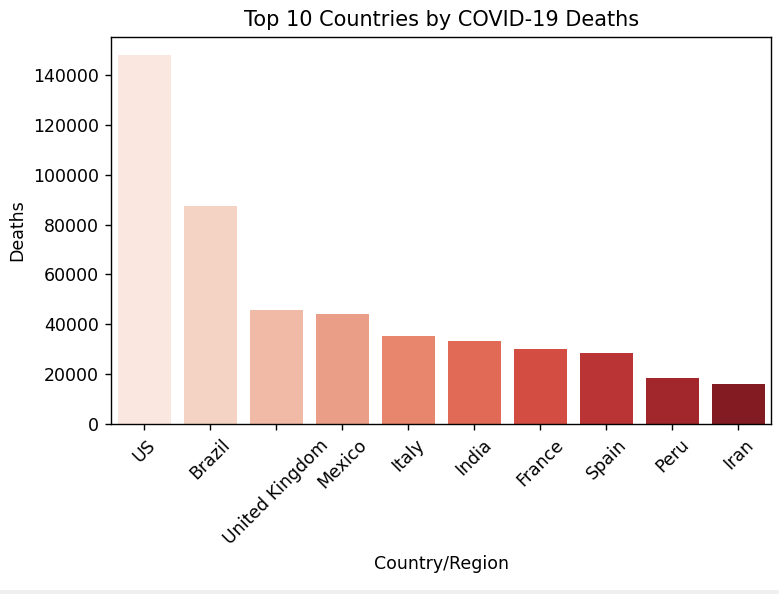 Top 10 Countries by COVID-19 Deaths
Deaths
140000
120000
100000
80000
60000
40000
20000
0
US
Brazil
United Kingdom
Mexico
Italy
India
France
Spain
Peru
Iran
Country/Region